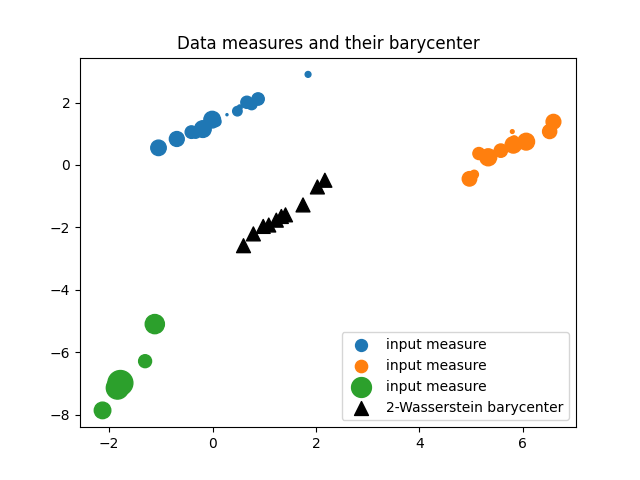 Data measures and their barycenter
2
0
−2
−4
−6
−8
−2
0
2
4
6
input measure
input measure
input measure
2-Wasserstein barycenter